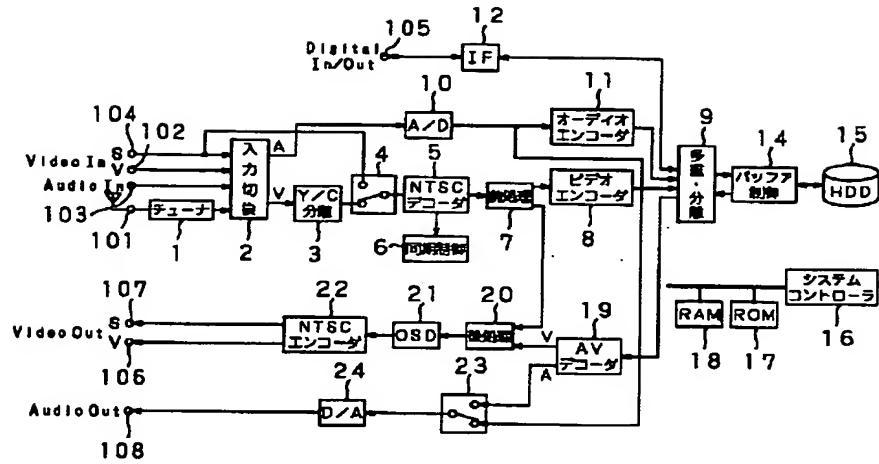 105
12
Digital
In/Out
IF
10
11
A/D
オーディオ
エンコーダ
9
多重・分離
14
バッファ
制御
15
HDD
104
102
Video In
S
V
Audio In
103
101
チューナ
1
入力切換
2
A
V
Y/C
分離
3
4
5
NTSC
デコーダ
6
同期制御
前処理
7
ビデオ
エンコーダ
8
システム
コントローラ
16
RAM
18
ROM
17
107
Video Out
S
V
106
22
NTSC
エンコーダ
21
OSD
20
後処理
V
A
19
AV
デコーダ
23
24
D/A
Audio Out
108